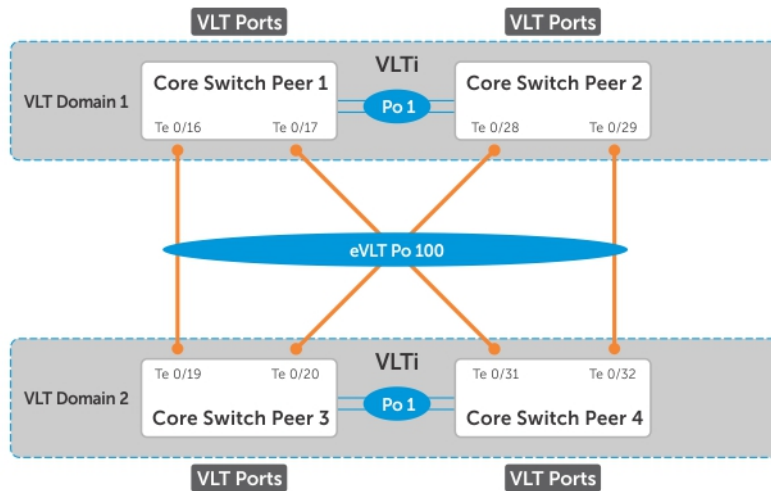 VLT Ports VLT Ports
VLTi
VLT Domain 1
Core Switch Peer 1
Po 1
Core Switch Peer 2
Te 0/16 Te 0/17 Te 0/28 Te 0/29
eVLT Po 100
VLTi
Te 0/19 Te 0/20 Te 0/31 Te 0/32
VLT Domain 2
Po 1
Core Switch Peer 3 Core Switch Peer 4
VLT Ports VLT Ports